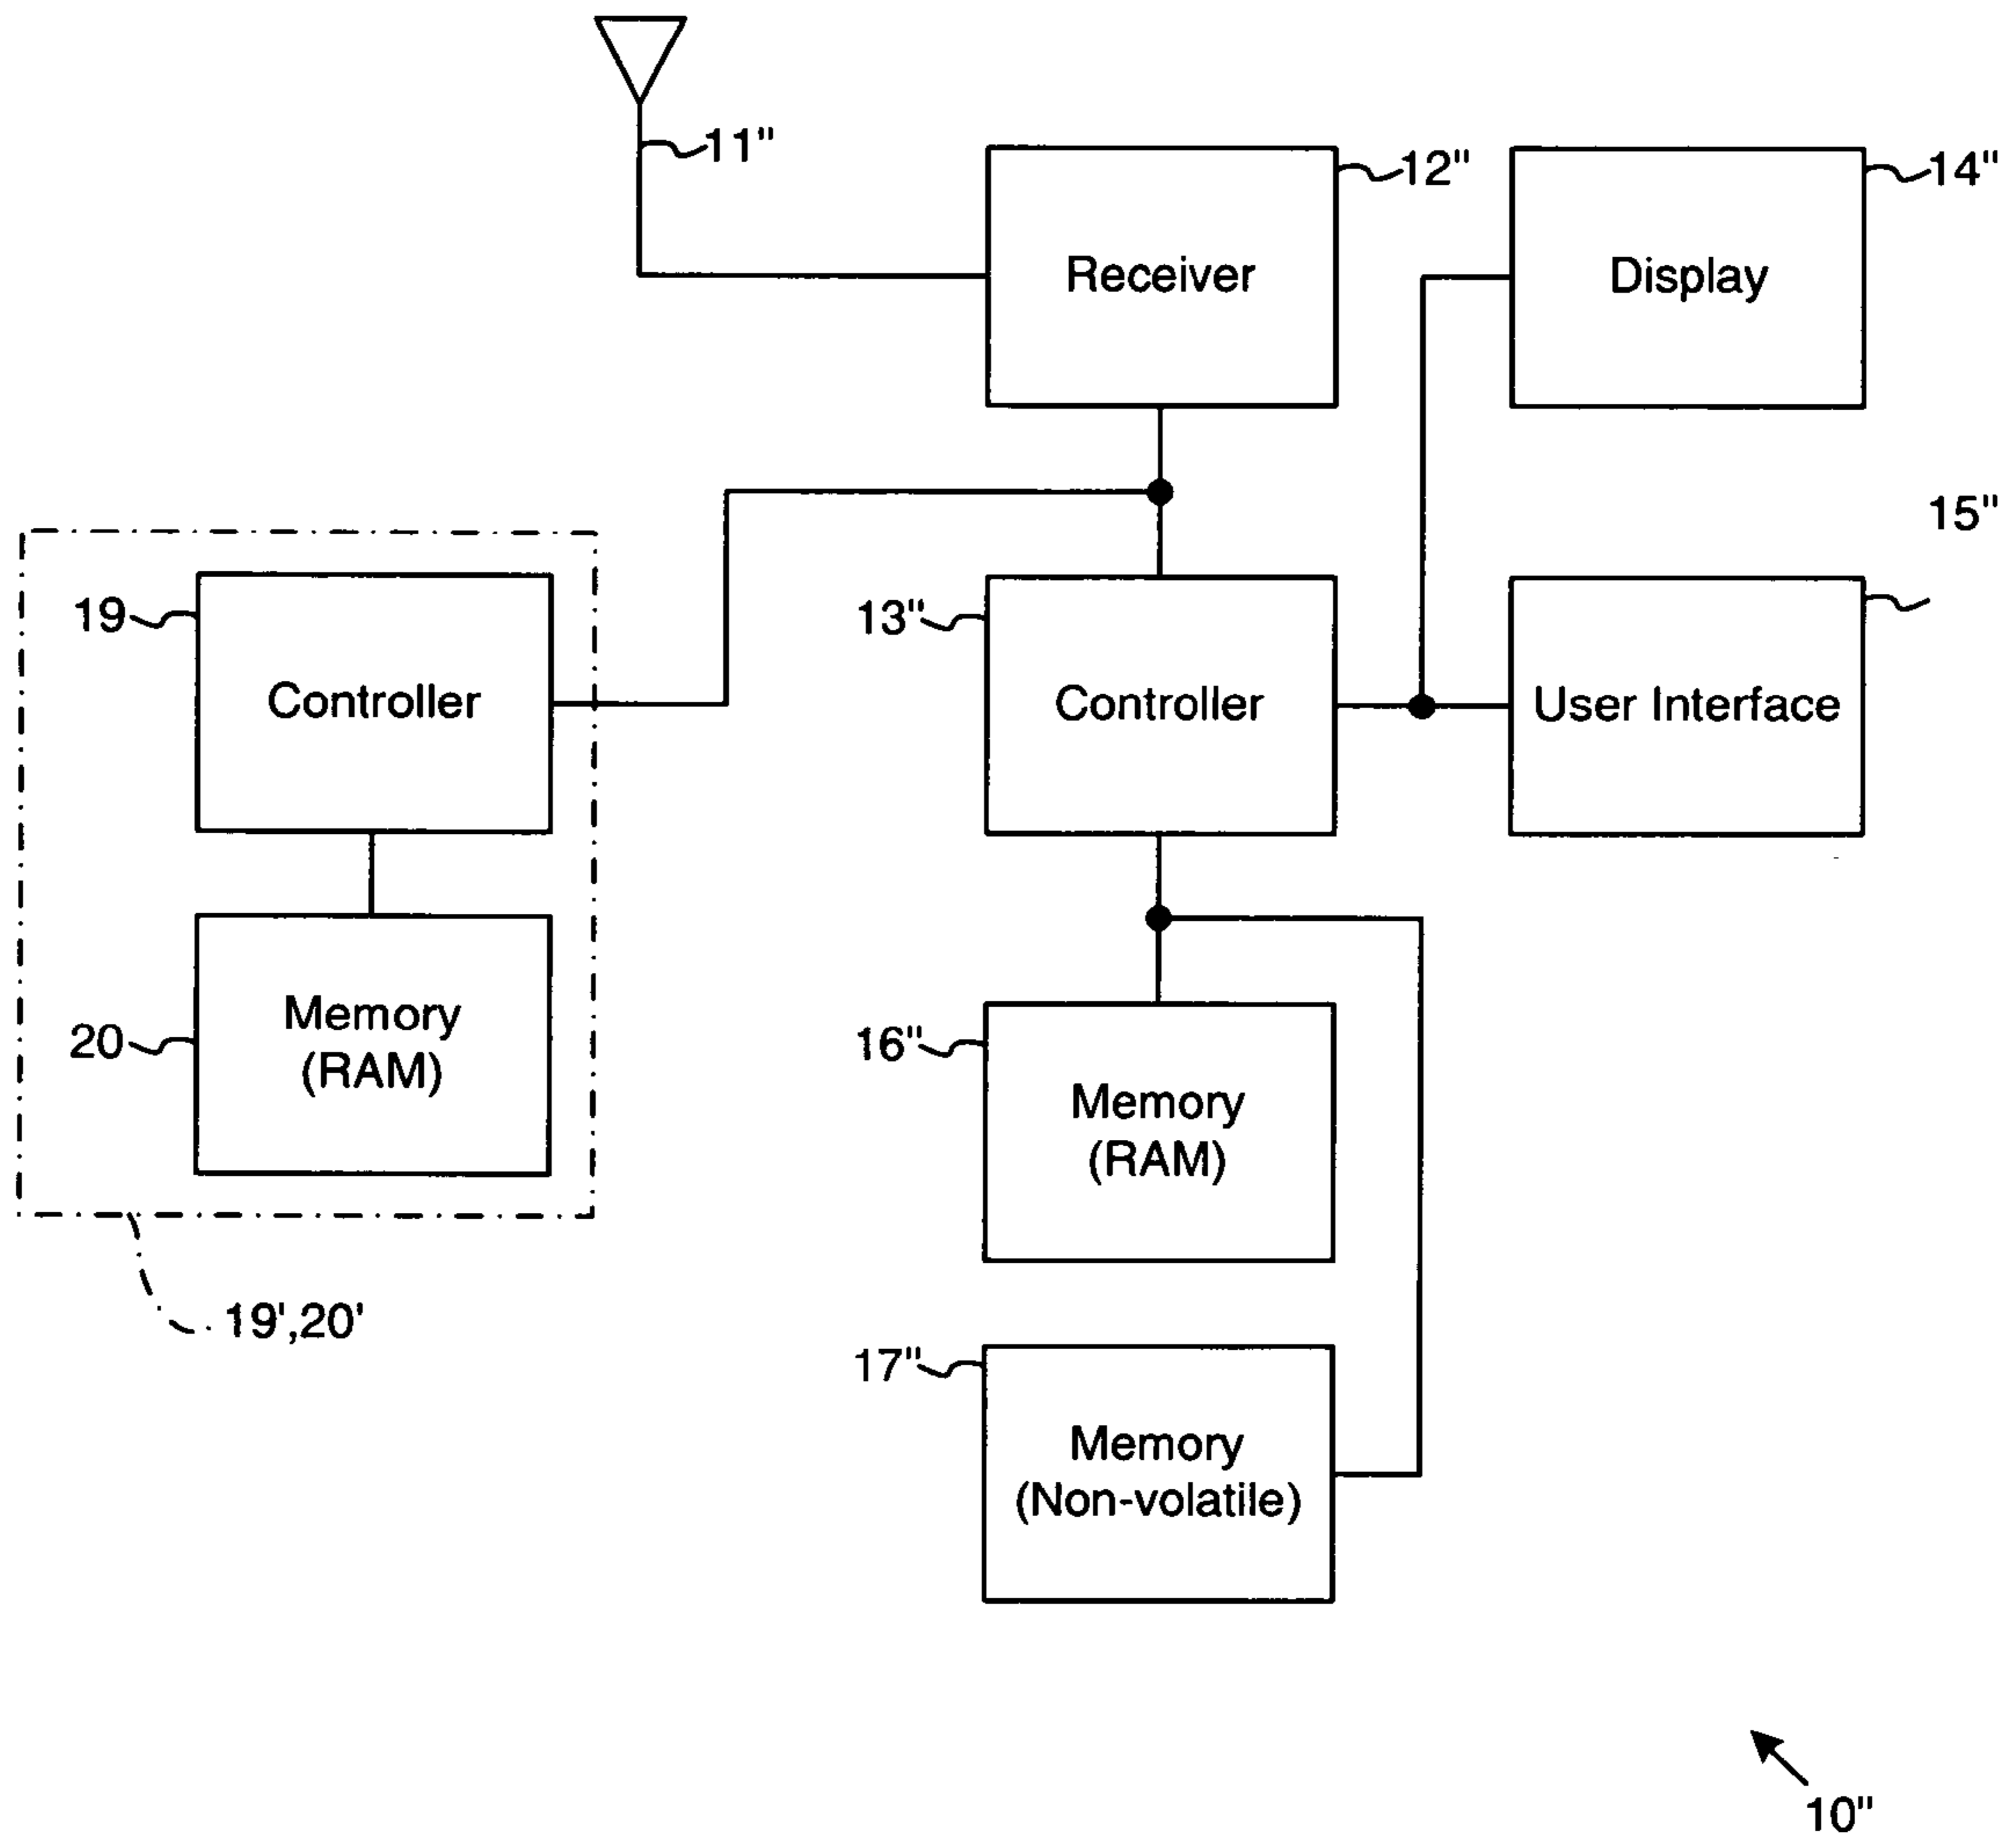 11"
12"
14"
Receiver
Display
15"
19
13"
Controller
Controller
User Interface
20
Memory
(RAM)
16"
Memory
(RAM)
19',20'
17"
Memory
(Non-volatile)
10"